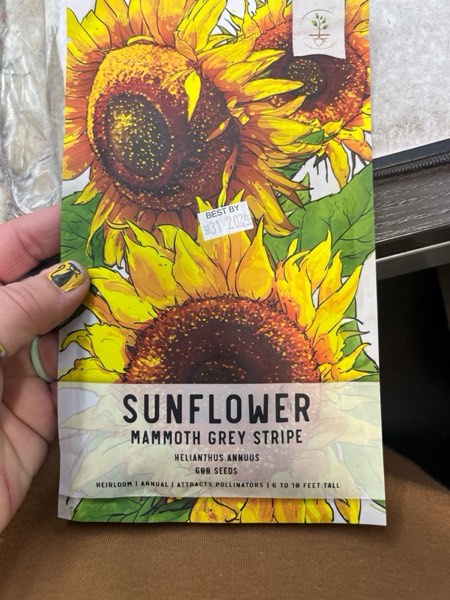 BEST BY
SUNFLOWER
MAMMOTH GREY STRIPE
HELIANTHUS ANNUUS
600 SEEDS
HEIRLOOM | ANNUAL | ATTRACTS POLLINATORS | 6 TO 10 FEET TALL